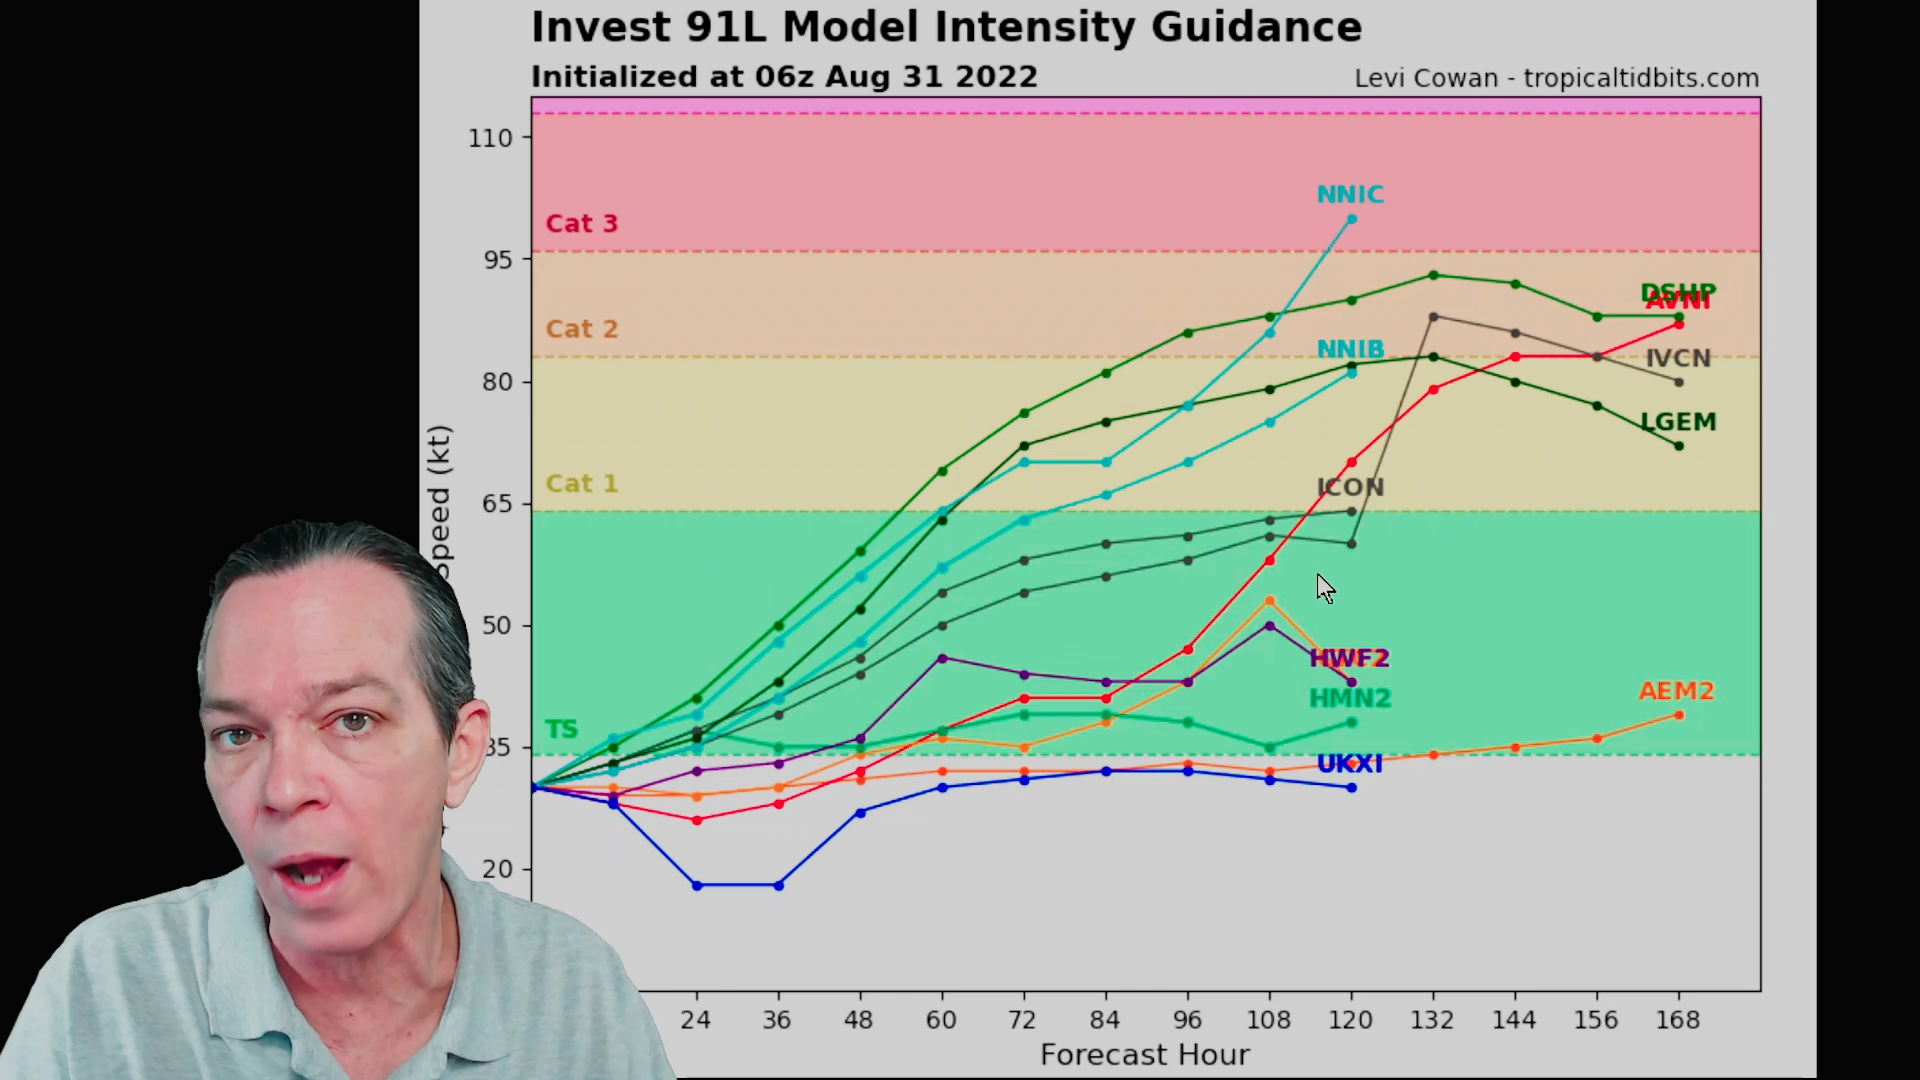 Invest 91L Model Intensity Guidance
Initialized at 06z Aug 31 2022
Levi Cowan - tropicaltidbits.com
110
95
80
65
50
35
20
Speed (kt)
Cat 3
Cat 2
Cat 1
TS
NNIC
DSHP
AVNI
NNIB
IVCN
LGEM
ICON
HWF2
HMN2
AEM2
UKXI
24 36 48 60 72 84 96 108 120 132 144 156 168
Forecast Hour